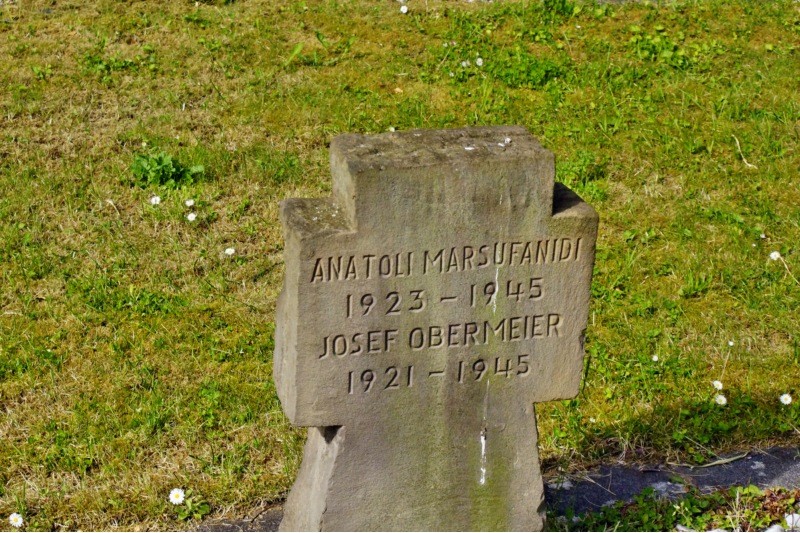 ANATOLI MARSUFANIDI
1923 - 1945
JOSEF OBERMEIER
1921 - 1945